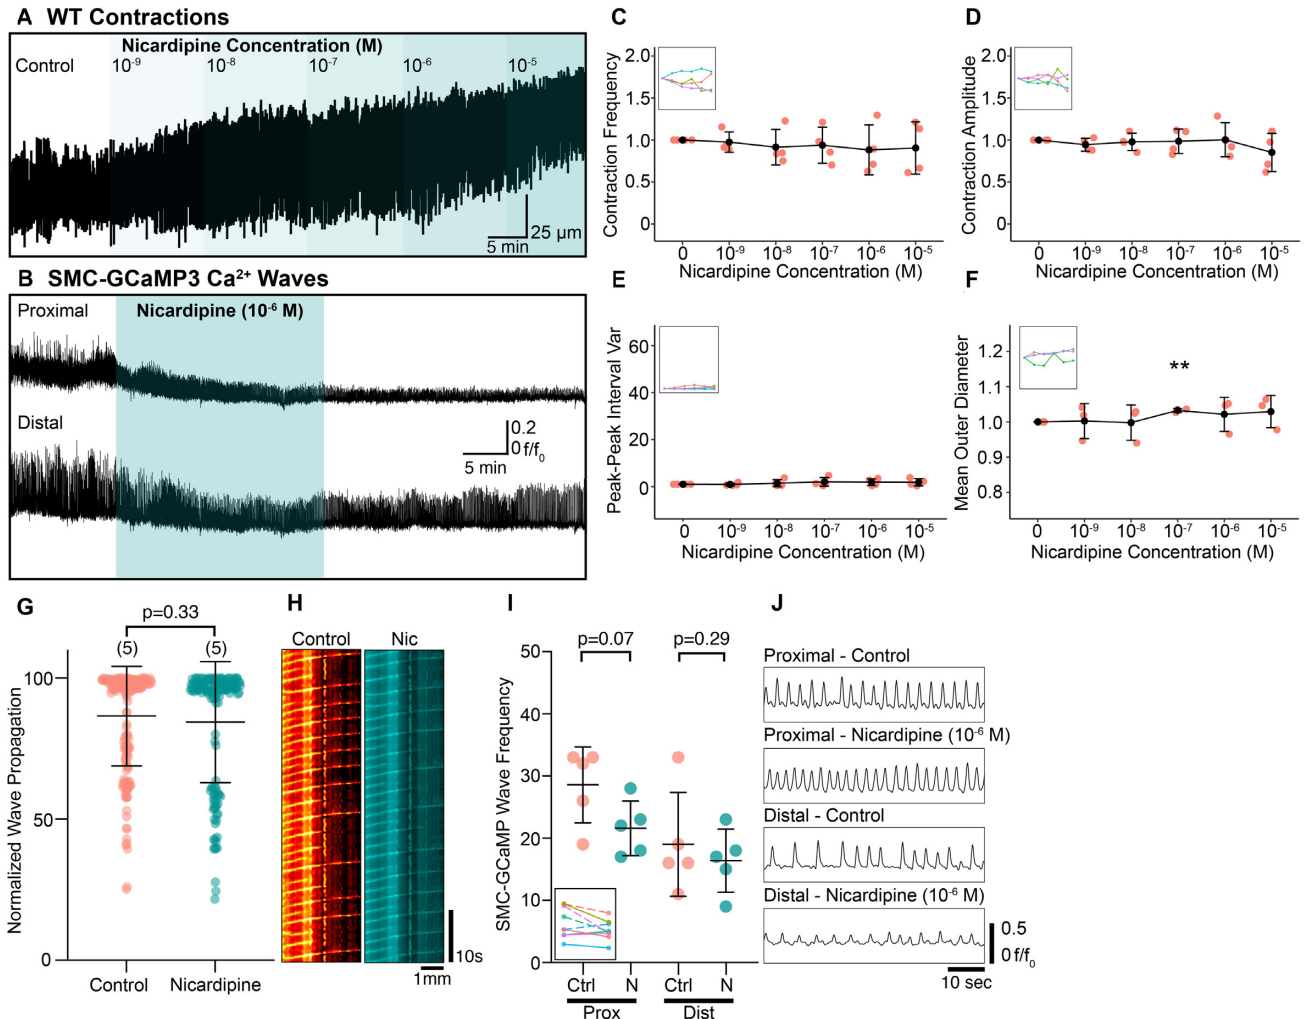 A WT Contractions
Nicardipine Concentration (M)
Control 10⁻⁹ 10⁻⁸ 10⁻⁷ 10⁻⁶ 10⁻⁵
25 µm
5 min
B SMC-GCaMP3 Ca²⁺ Waves
Proximal Nicardipine (10⁻⁶ M)
Distal
0.2
0 f/f₀
5 min
C
Contraction Frequency
2.0
1.5
1.0
0.5
0
0 10⁻⁹ 10⁻⁸ 10⁻⁷ 10⁻⁶ 10⁻⁵
Nicardipine Concentration (M)
D
Contraction Amplitude
2.0
1.5
1.0
0.5
0
0 10⁻⁹ 10⁻⁸ 10⁻⁷ 10⁻⁶ 10⁻⁵
Nicardipine Concentration (M)
E
Peak-Peak Interval Var
60
40
20
0
0 10⁻⁹ 10⁻⁸ 10⁻⁷ 10⁻⁶ 10⁻⁵
Nicardipine Concentration (M)
F
Mean Outer Diameter
1.2
1.1
1.0
0.9
0.8
**
0 10⁻⁹ 10⁻⁸ 10⁻⁷ 10⁻⁶ 10⁻⁵
Nicardipine Concentration (M)
G
p=0.33
(5) (5)
Normalized Wave Propagation
100
50
0
Control Nicardipine
H
Control Nic
10s
1mm
I
p=0.07 p=0.29
SMC-GCaMP Wave Frequency
50
40
30
20
10
0
Ctrl N Ctrl N
Prox Dist
J
Proximal - Control
Proximal - Nicardipine (10⁻⁶ M)
Distal - Control
Distal - Nicardipine (10⁻⁶ M)
0.5
0 f/f₀
10 sec